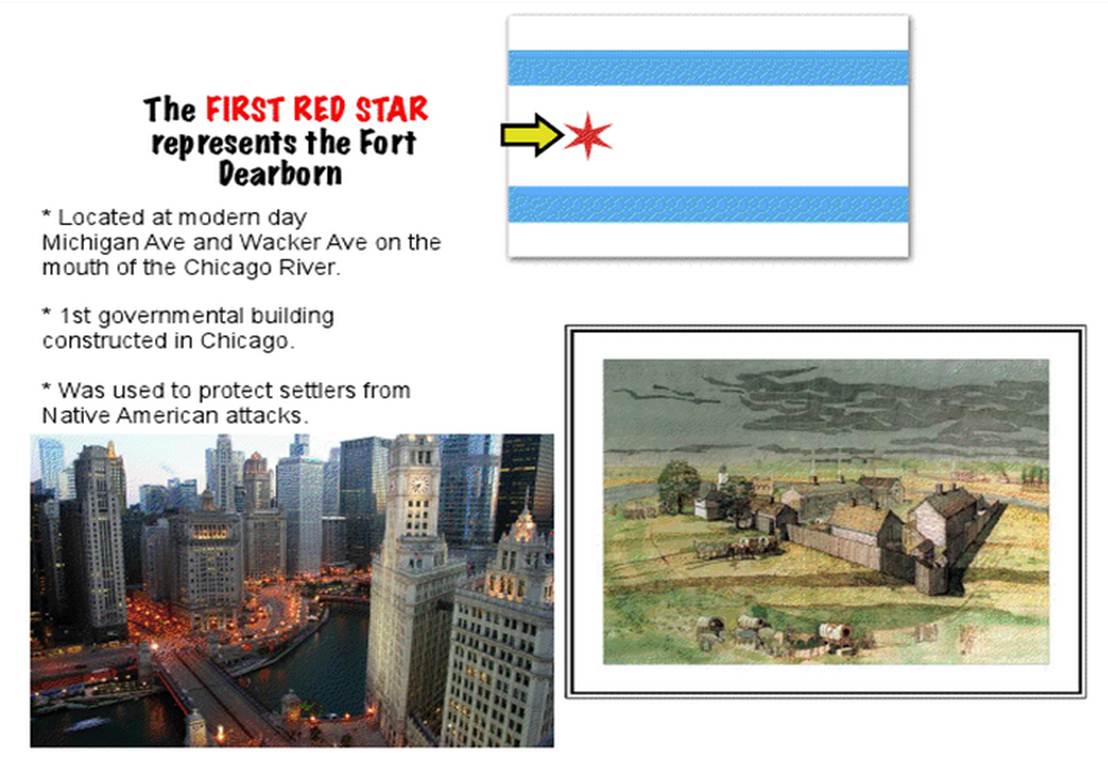 The FIRST RED STAR
represents the Fort
Dearborn
* Located at modern day
Michigan Ave and Wacker Ave on the
mouth of the Chicago River.
* 1st governmental building
constructed in Chicago.
* Was used to protect settlers from
Native American attacks.